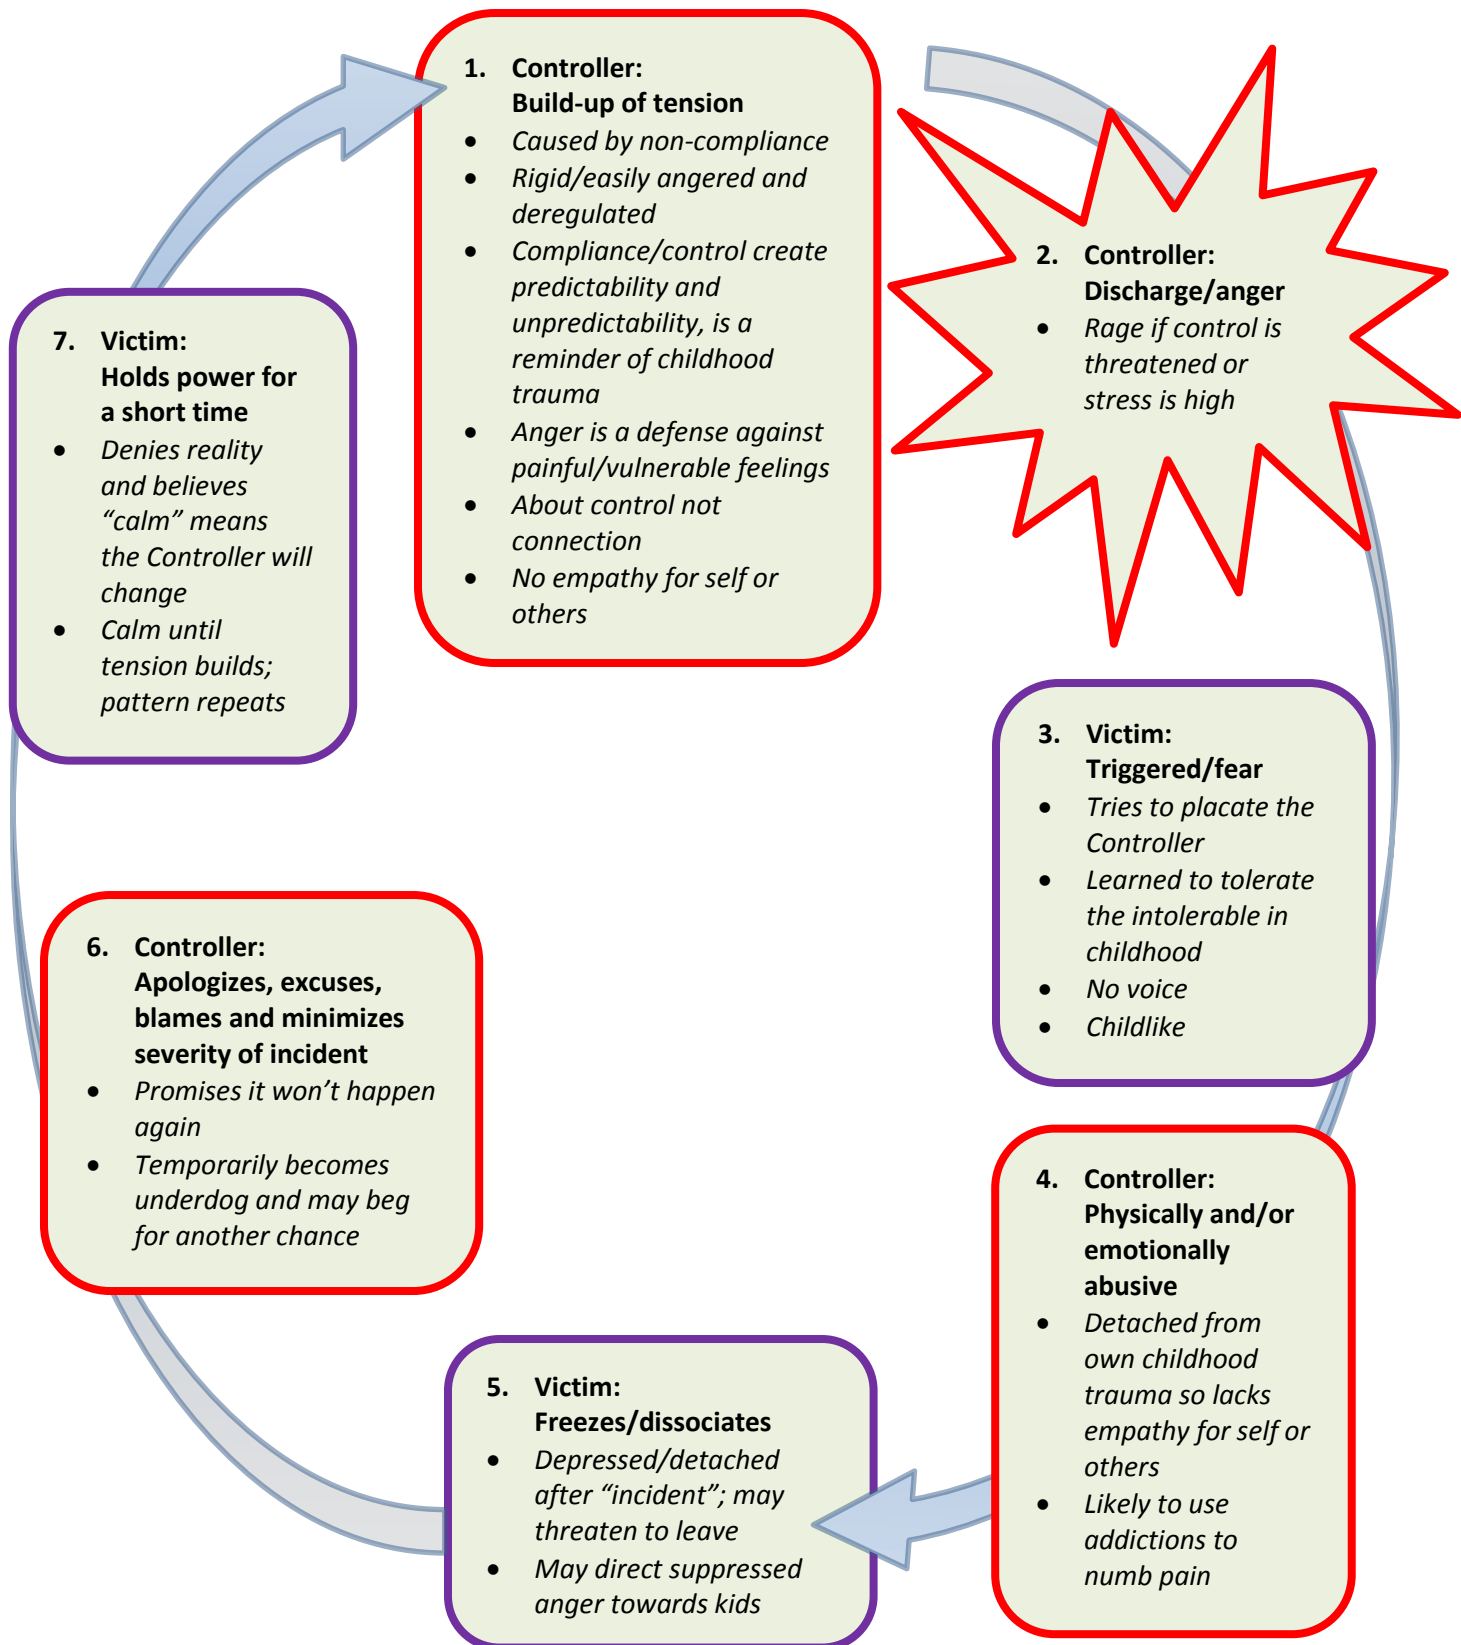 1. Controller:
Build-up of tension
• Caused by non-compliance
• Rigid/easily angered and
deregulated
• Compliance/control create
predictability and
unpredictability, is a
reminder of childhood
trauma
• Anger is a defense against
painful/vulnerable feelings
• About control not
connection
• No empathy for self or
others
2. Controller:
Discharge/anger
• Rage if control is
threatened or
stress is high
3. Victim:
Triggered/fear
• Tries to placate the
Controller
• Learned to tolerate
the intolerable in
childhood
• No voice
• Childlike
4. Controller:
Physically and/or
emotionally
abusive
• Detached from
own childhood
trauma so lacks
empathy for self or
others
• Likely to use
addictions to
numb pain
5. Victim:
Freezes/dissociates
• Depressed/detached
after “incident”; may
threaten to leave
• May direct suppressed
anger towards kids
6. Controller:
Apologizes, excuses,
blames and minimizes
severity of incident
• Promises it won’t happen
again
• Temporarily becomes
underdog and may beg
for another chance
7. Victim:
Holds power for
a short time
• Denies reality
and believes
“calm” means
the Controller will
change
• Calm until
tension builds;
pattern repeats